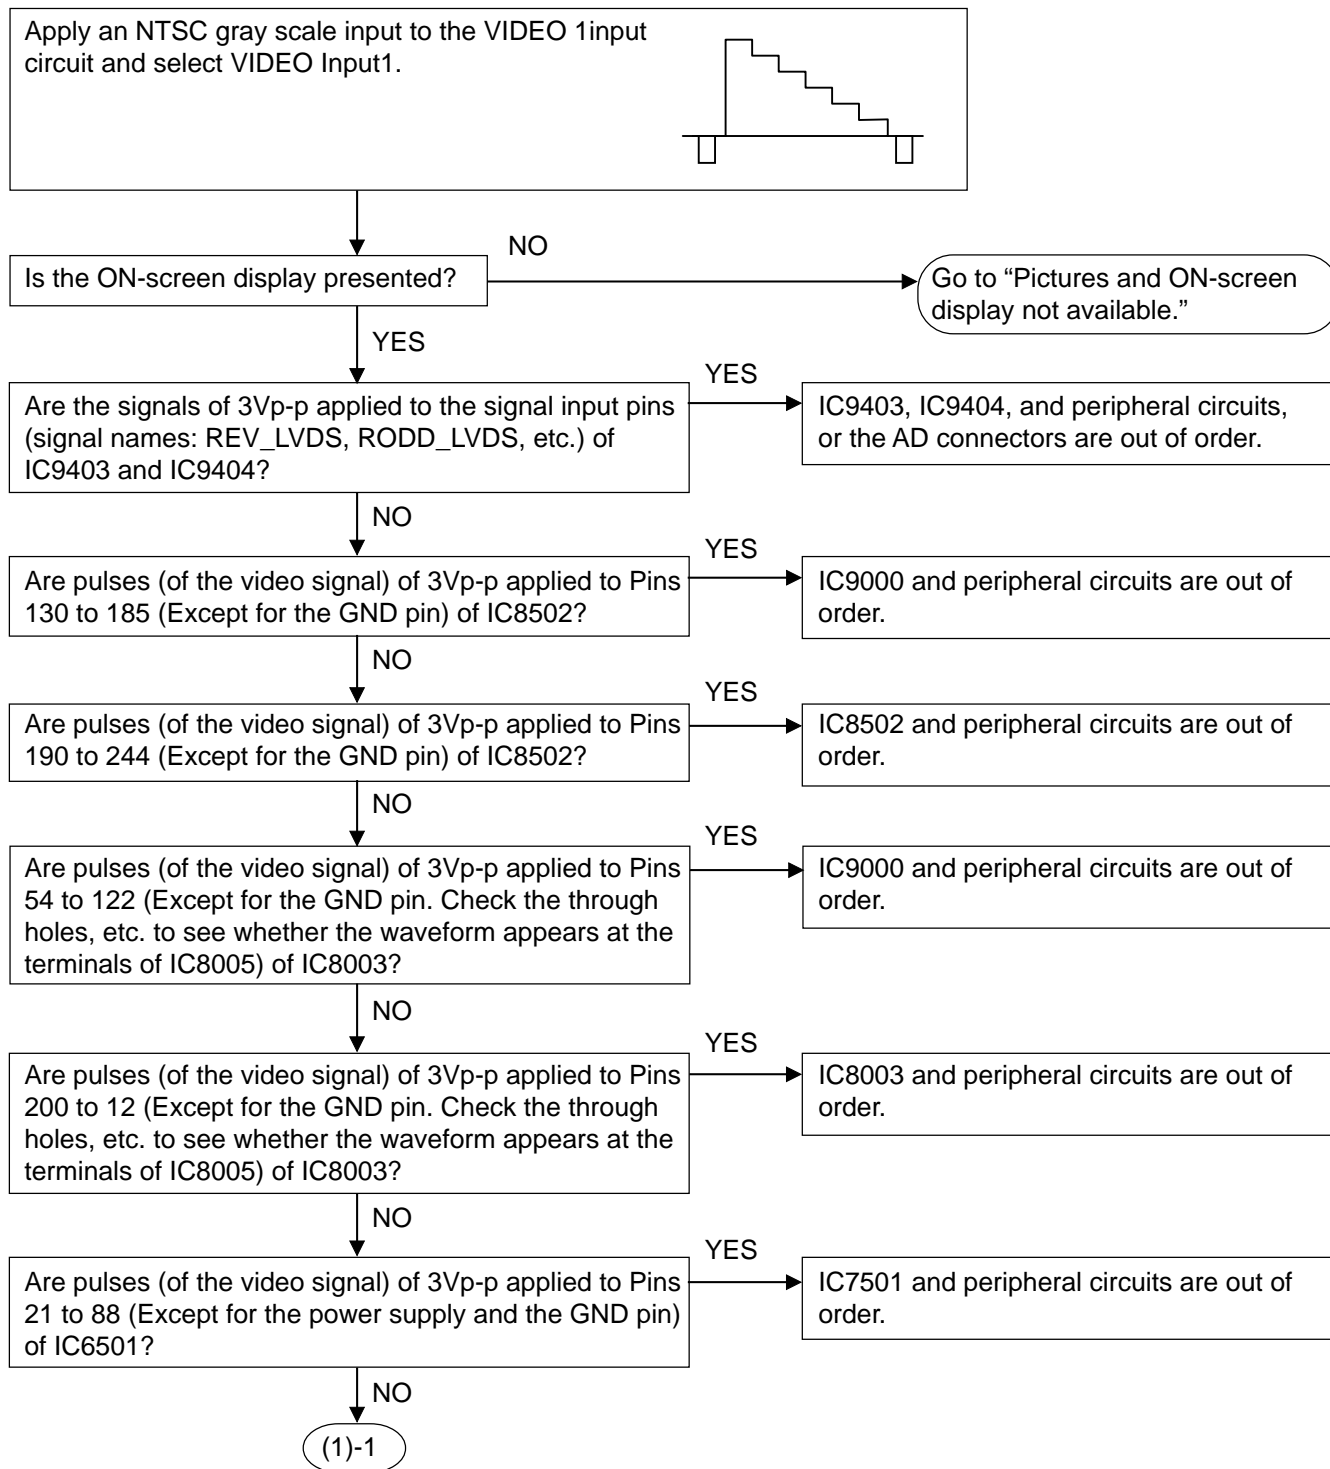 Apply an NTSC gray scale input to the VIDEO 1input
circuit and select VIDEO Input1.
NO
Is the ON-screen display presented?
Go to “Pictures and ON-screen
display not available.”
YES
YES
Are the signals of 3Vp-p applied to the signal input pins
(signal names: REV_LVDS, RODD_LVDS, etc.) of
IC9403 and IC9404?
IC9403, IC9404, and peripheral circuits,
or the AD connectors are out of order.
NO
YES
Are pulses (of the video signal) of 3Vp-p applied to Pins
130 to 185 (Except for the GND pin) of IC8502?
IC9000 and peripheral circuits are out of
order.
NO
YES
Are pulses (of the video signal) of 3Vp-p applied to Pins
190 to 244 (Except for the GND pin) of IC8502?
IC8502 and peripheral circuits are out of
order.
NO
YES
Are pulses (of the video signal) of 3Vp-p applied to Pins
54 to 122 (Except for the GND pin. Check the through
holes, etc. to see whether the waveform appears at the
terminals of IC8005) of IC8003?
IC9000 and peripheral circuits are out of
order.
NO
YES
Are pulses (of the video signal) of 3Vp-p applied to Pins
200 to 12 (Except for the GND pin. Check the through
holes, etc. to see whether the waveform appears at the
terminals of IC8005) of IC8003?
IC8003 and peripheral circuits are out of
order.
NO
YES
Are pulses (of the video signal) of 3Vp-p applied to Pins
21 to 88 (Except for the power supply and the GND pin)
of IC6501?
IC7501 and peripheral circuits are out of
order.
NO
(1)-1